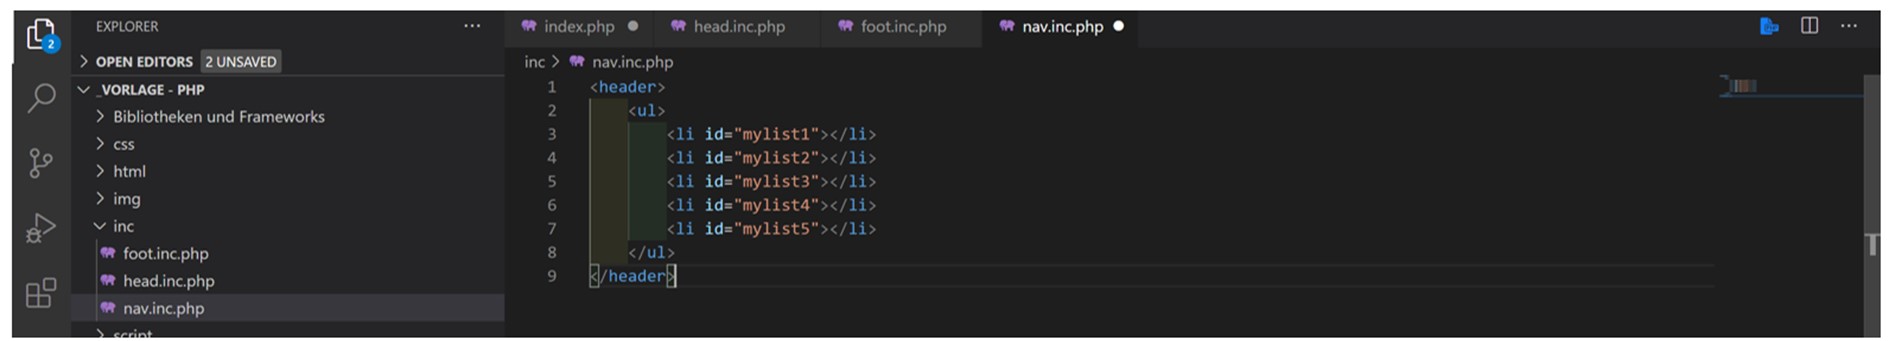 EXPLORER ...
2
> OPEN EDITORS 2 UNSAVED
_VORLAGE - PHP
> Bibliotheken und Frameworks
> css
> html
> img
inc
foot.inc.php
head.inc.php
nav.inc.php
> script
index.php head.inc.php foot.inc.php nav.inc.php ...
inc > nav.inc.php
1 <header>
2 <ul>
3 <li id="mylist1"></li>
4 <li id="mylist2"></li>
5 <li id="mylist3"></li>
6 <li id="mylist4"></li>
7 <li id="mylist5"></li>
8 </ul>
9 </header>